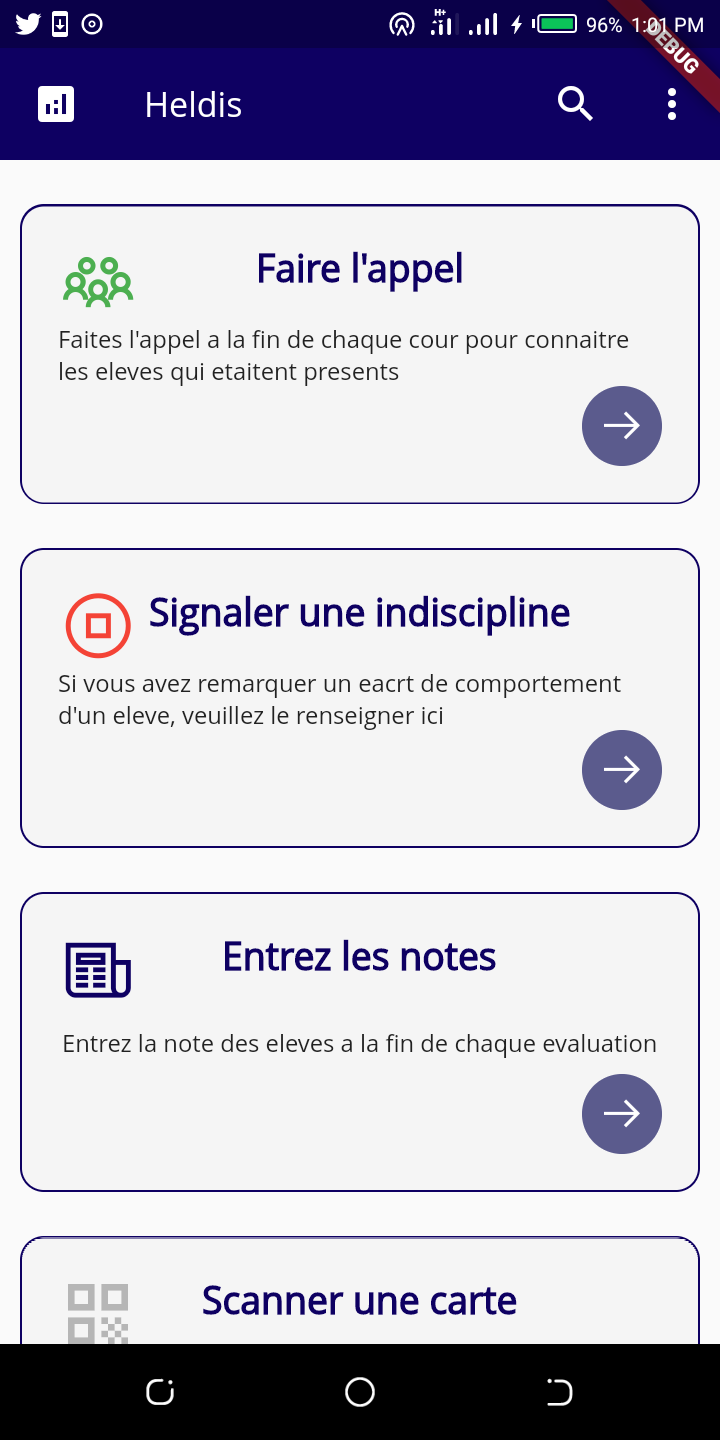 H+
96% 1:01 PM
DEBUG
Heldis
Faire l'appel
Faites l'appel a la fin de chaque cour pour connaitre
les eleves qui etaitent presents
Signaler une indiscipline
Si vous avez remarquer un eacrt de comportement
d'un eleve, veuillez le renseigner ici
Entrez les notes
Entrez la note des eleves a la fin de chaque evaluation
Scanner une carte